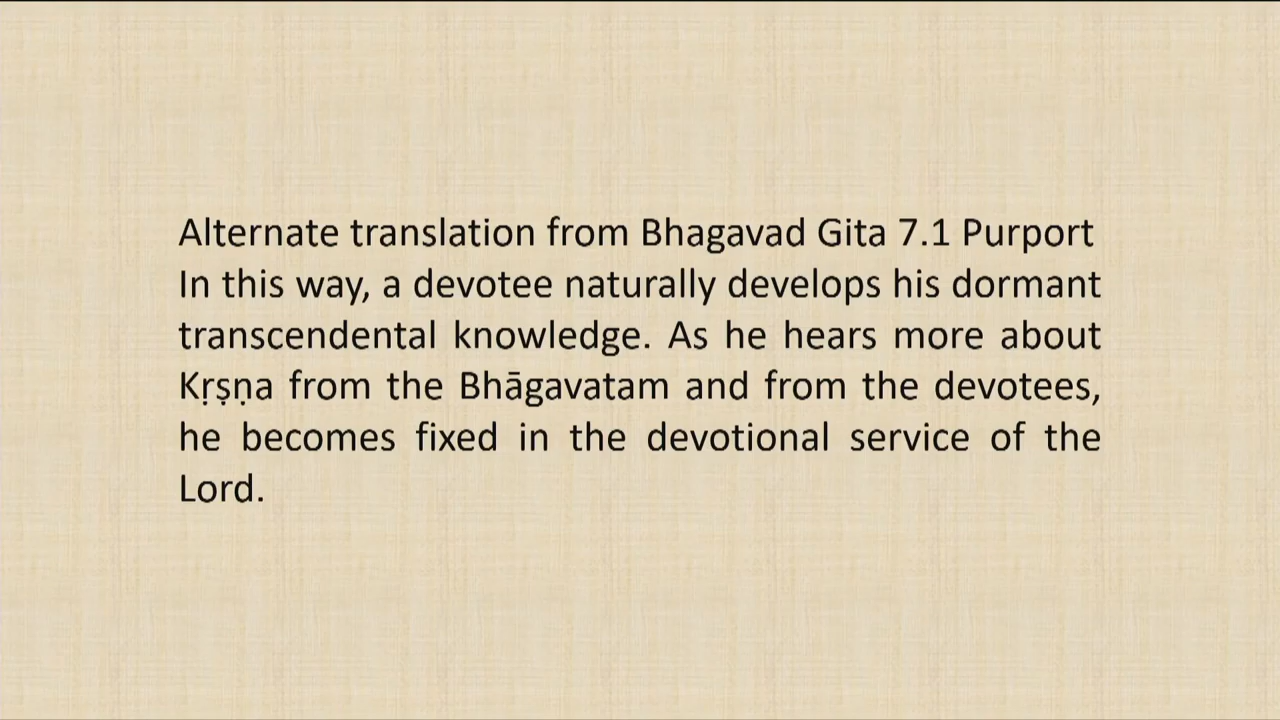 Alternate translation from Bhagavad Gita 7.1 Purport
In this way, a devotee naturally develops his dormant
transcendental knowledge. As he hears more about
Kṛṣṇa from the Bhāgavatam and from the devotees,
he becomes fixed in the devotional service of the
Lord.